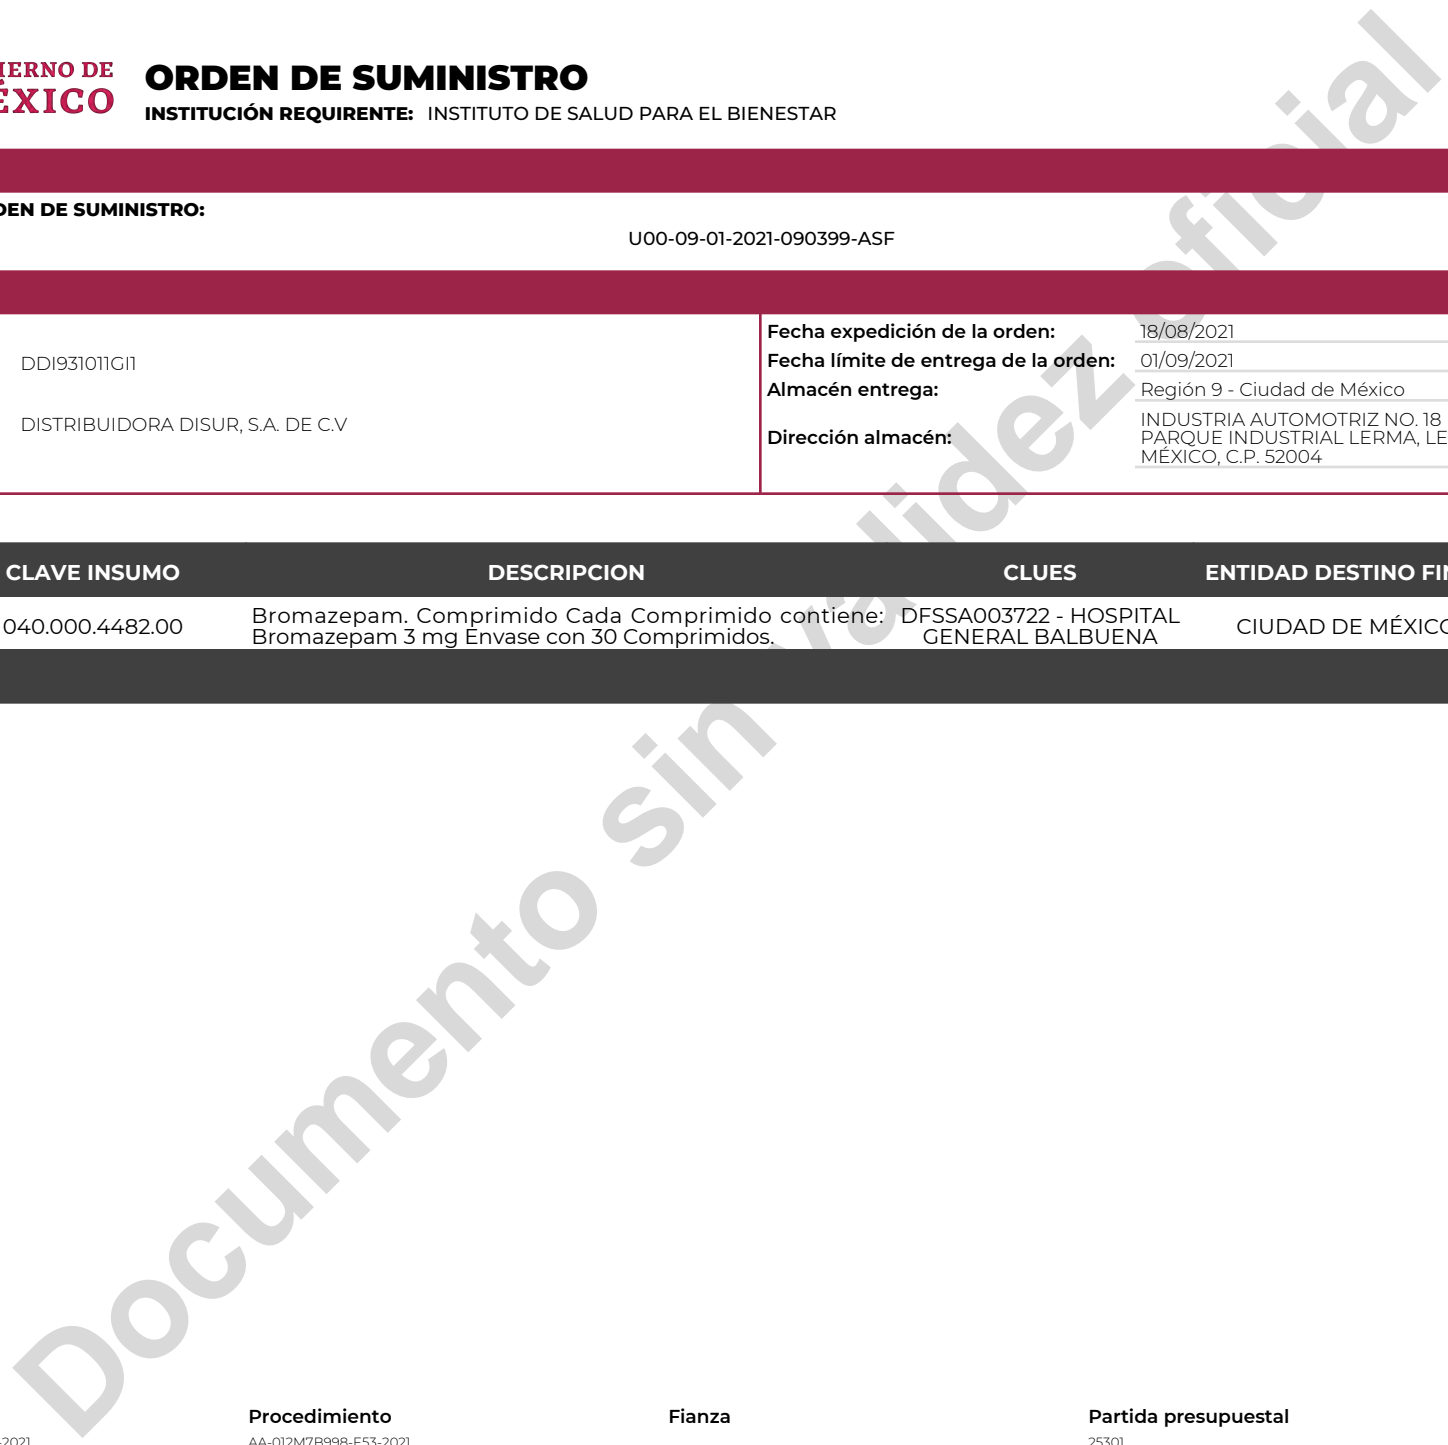 ORDEN DE SUMINISTRO
INSTITUCIÓN REQUIRENTE: INSTITUTO DE SALUD PARA EL BIENESTAR
IERNO DE
ÉXICO
DEN DE SUMINISTRO:
U00-09-01-2021-090399-ASF
DDI931011GI1
DISTRIBUIDORA DISUR, S.A. DE C.V
Fecha expedición de la orden: 18/08/2021
Fecha límite de entrega de la orden: 01/09/2021
Almacén entrega: Región 9 - Ciudad de México
Dirección almacén: INDUSTRIA AUTOMOTRIZ NO. 18
PARQUE INDUSTRIAL LERMA, LE
MÉXICO, C.P. 52004
CLAVE INSUMO DESCRIPCION CLUES ENTIDAD DESTINO FIN
040.000.4482.00 Bromazepam. Comprimido Cada Comprimido contiene: DFSSA003722 - HOSPITAL CIUDAD DE MÉXICO
Bromazepam 3 mg Envase con 30 Comprimidos. GENERAL BALBUENA
Documento sin validez oficial
Procedimiento Fianza Partida presupuestal
-2021 AA-012M7B998-E53-2021 25301